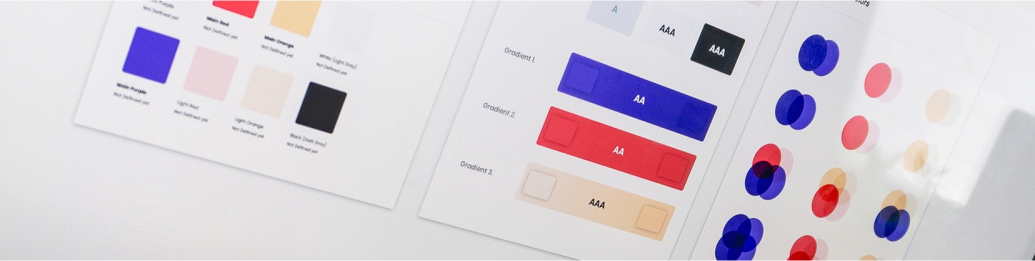 Not Defined yet
Main Red
Not Defined yet
Main Orange
Not Defined yet
White (Light Grey)
Not Defined yet
Main Purple
Not Defined yet
Light Red
Not Defined yet
Light Orange
Not Defined yet
Black (Dark Grey)
Not Defined yet
A
AAA
AAA
Gradient 1.
AA
Gradient 2.
AA
Gradient 3.
AAA